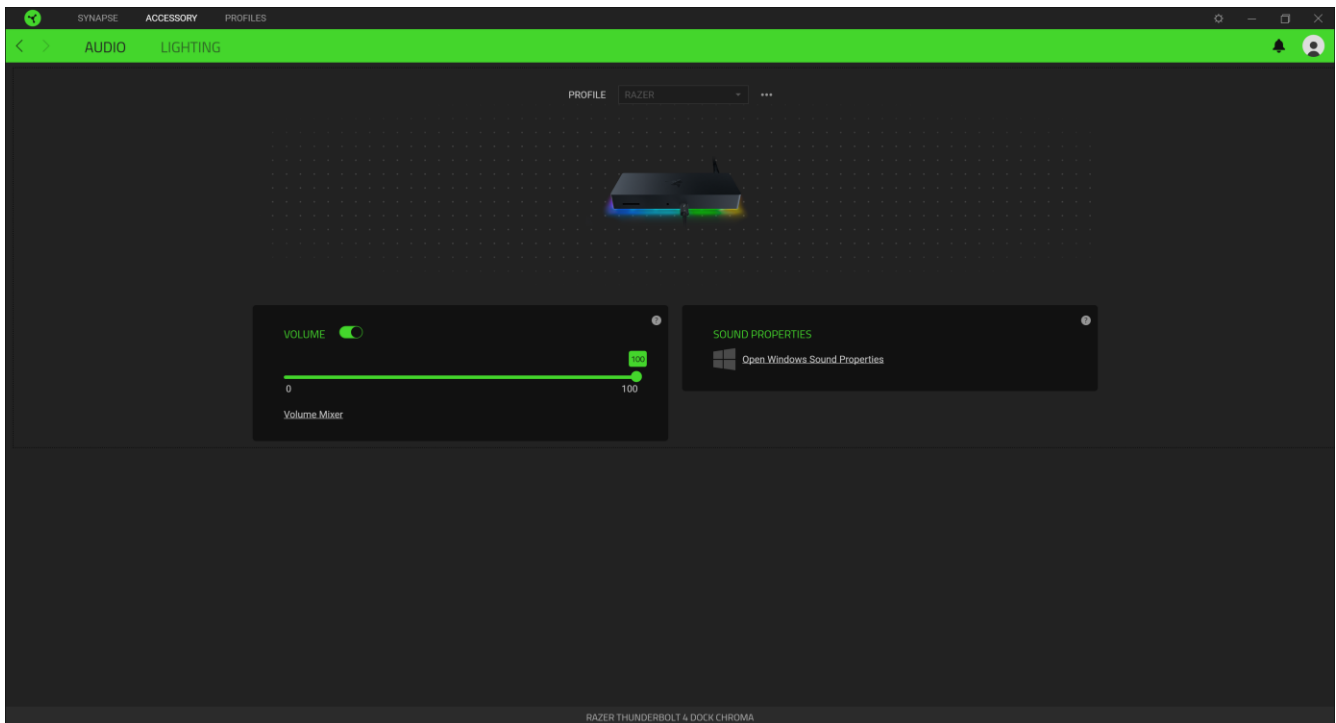 SYNAPSE ACCESSORY PROFILES
AUDIO LIGHTING
PROFILE RAZER
VOLUME
100
0 100
Volume Mixer
SOUND PROPERTIES
Open Windows Sound Properties
RAZER THUNDERBOLT 4 DOCK CHROMA